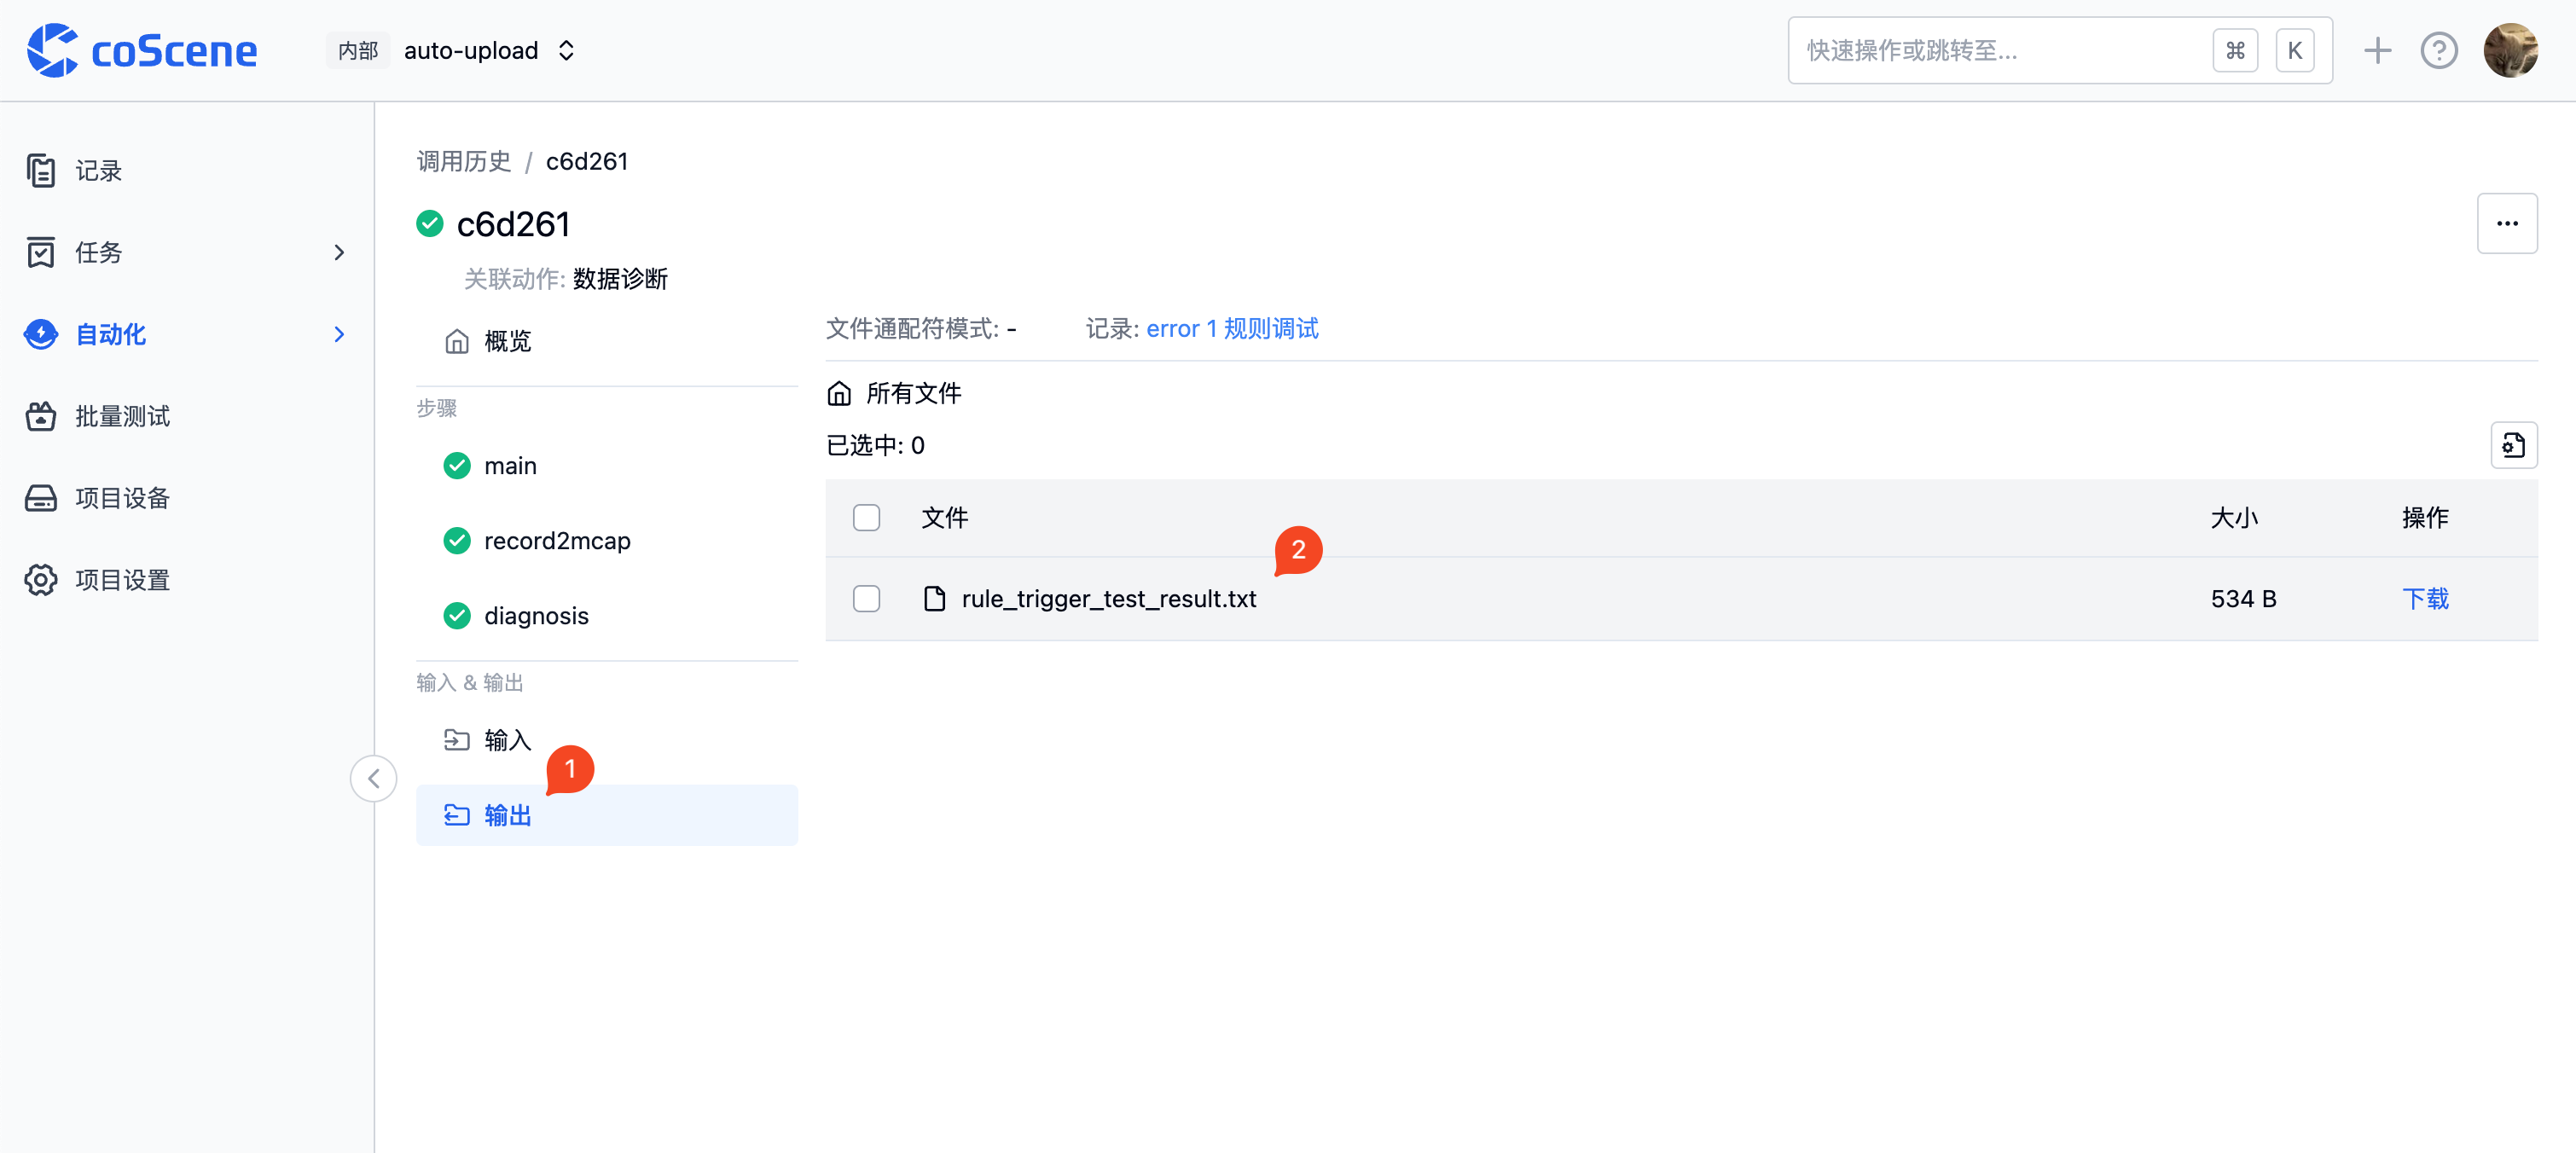 coScene
内部 auto-upload
快速操作或跳转至... ⌘ K
记录
任务
自动化
批量测试
项目设备
项目设置
调用历史 / c6d261
c6d261
关联动作: 数据诊断
概览
步骤
main
record2mcap
diagnosis
输入 & 输出
输入
1
输出
文件通配符模式: - 记录: error 1 规则调试
所有文件
已选中: 0
文件 大小 操作
2
rule_trigger_test_result.txt 534 B 下载